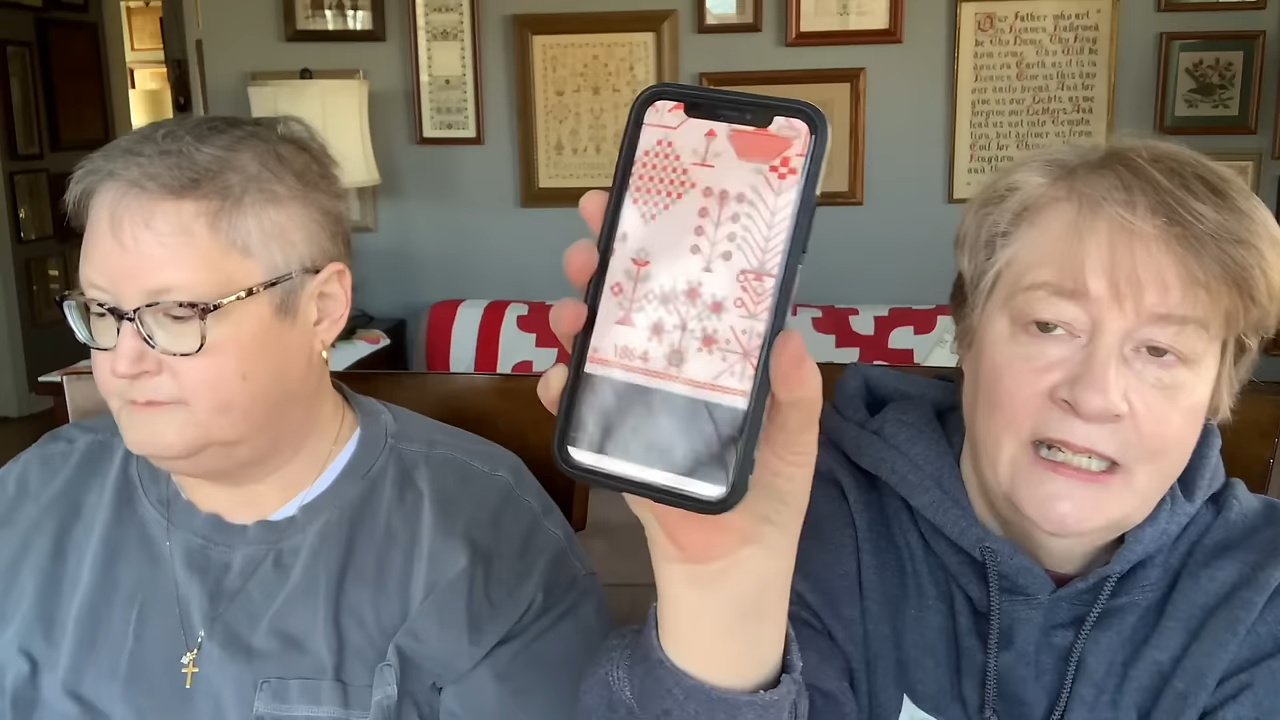 Our Father who art
in Heaven, Hallowed
be Thy Name. Thy King
dom come. Thy Will be
done on Earth as it is in
Heaven. Give us this day
our daily bread. And for
give us our Debts, as we
forgive our Debtors. And
lead us not into Tempta
tion, but deliver us from
Evil for Thine
Kingdom
1864